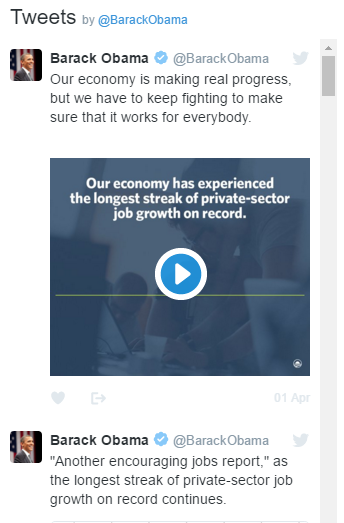 Tweets by @BarackObama
Barack Obama @BarackObama
Our economy is making real progress,
but we have to keep fighting to make
sure that it works for everybody.
Our economy has experienced
the longest streak of private-sector
job growth on record.
01 Apr
Barack Obama @BarackObama
"Another encouraging jobs report," as
the longest streak of private-sector job
growth on record continues.